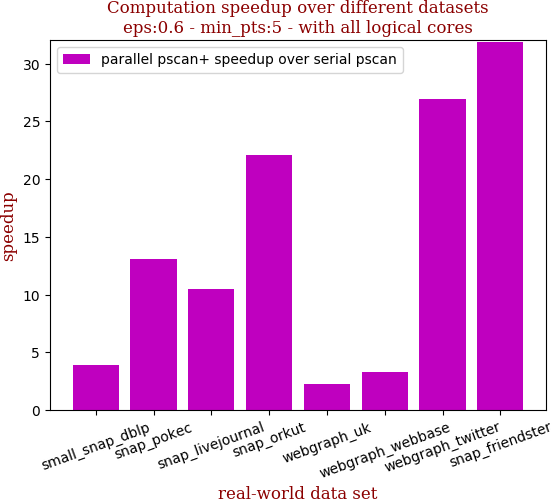 Computation speedup over different datasets
eps:0.6 - min_pts:5 - with all logical cores
parallel pscan+ speedup over serial pscan
speedup
30
25
20
15
10
5
0
small_snap_dblp
snap_pokec
snap_livejournal
snap_orkut
webgraph_uk
webgraph_webbase
webgraph_twitter
snap_friendster
real-world data set